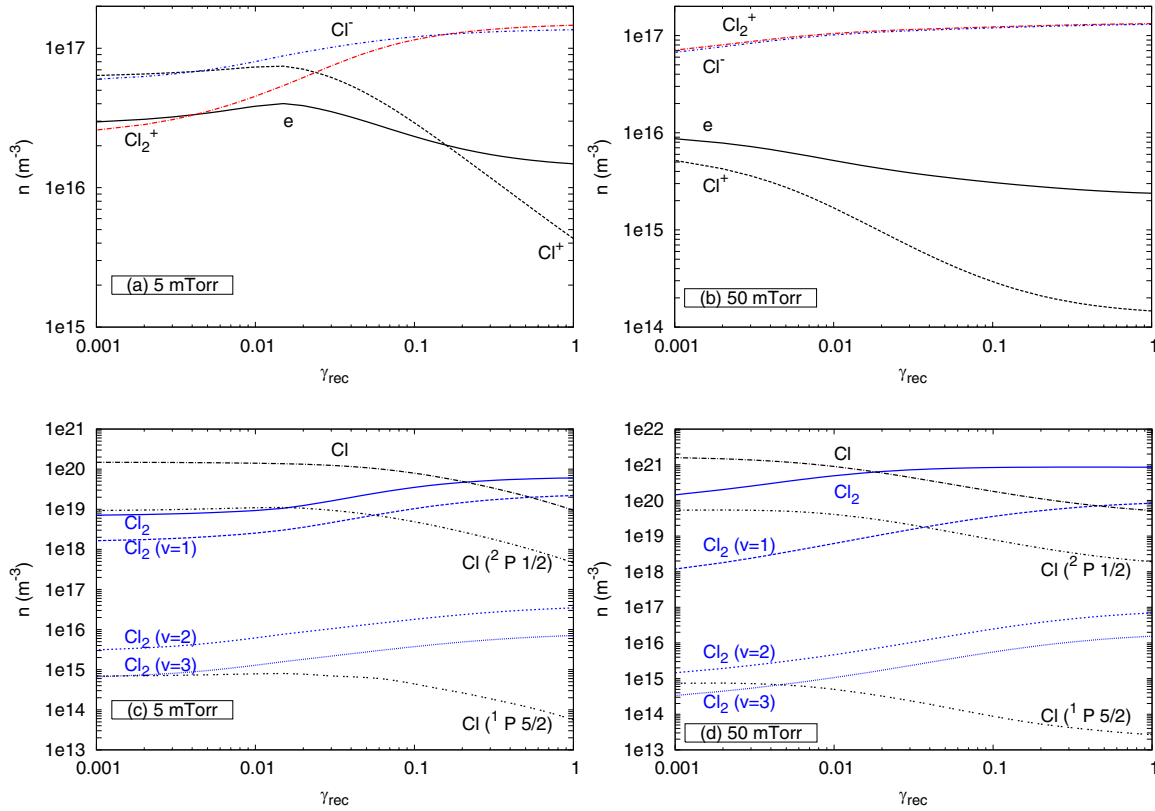 1e17
1e16
1e15
n (m⁻³)
0.001
0.01
0.1
1
γrec
Cl⁻
Cl₂⁺
e
Cl⁺
(a) 5 mTorr
1e17
1e16
1e15
1e14
n (m⁻³)
0.001
0.01
0.1
1
γrec
Cl₂⁺
Cl⁻
e
Cl⁺
(b) 50 mTorr
1e21
1e20
1e19
1e18
1e17
1e16
1e15
1e14
1e13
n (m⁻³)
0.001
0.01
0.1
1
γrec
Cl
Cl₂
Cl₂ (v=1)
Cl (² P 1/2)
Cl₂ (v=2)
Cl₂ (v=3)
Cl (¹ P 5/2)
(c) 5 mTorr
1e22
1e21
1e20
1e19
1e18
1e17
1e16
1e15
1e14
1e13
n (m⁻³)
0.001
0.01
0.1
1
γrec
Cl
Cl₂
Cl₂ (v=1)
Cl (² P 1/2)
Cl₂ (v=2)
Cl₂ (v=3)
Cl (¹ P 5/2)
(d) 50 mTorr